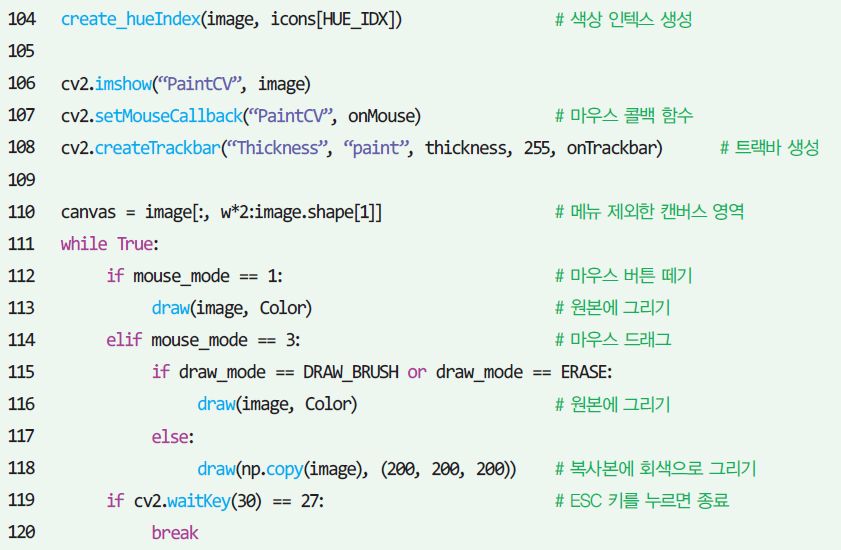 104 create_hueIndex(image, icons[HUE_IDX]) # 색상 인텍스 생성
105
106 cv2.imshow(“PaintCV”, image)
107 cv2.setMouseCallback(“PaintCV”, onMouse) # 마우스 콜백 함수
108 cv2.createTrackbar(“Thickness”, “paint”, thickness, 255, onTrackbar) # 트랙바 생성
109
110 canvas = image[:, w*2:image.shape[1]] # 메뉴 제외한 캔버스 영역
111 while True:
112 if mouse_mode == 1: # 마우스 버튼 떼기
113 draw(image, Color) # 원본에 그리기
114 elif mouse_mode == 3: # 마우스 드래그
115 if draw_mode == DRAW_BRUSH or draw_mode == ERASE:
116 draw(image, Color) # 원본에 그리기
117 else:
118 draw(np.copy(image), (200, 200, 200)) # 복사본에 회색으로 그리기
119 if cv2.waitKey(30) == 27: # ESC 키를 누르면 종료
120 break